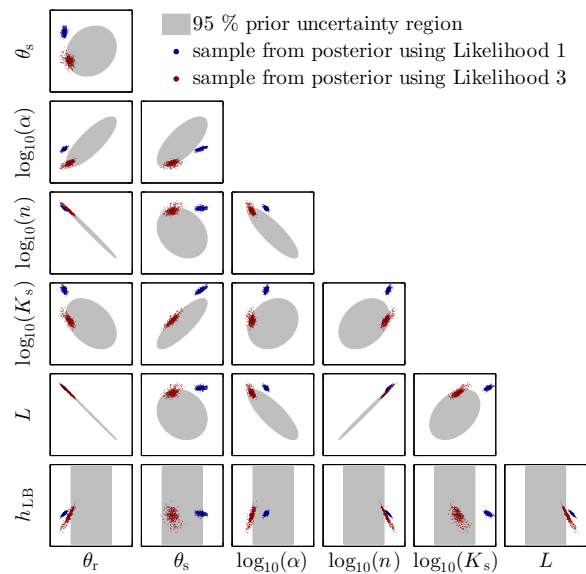 95 % prior uncertainty region
sample from posterior using Likelihood 1
sample from posterior using Likelihood 3
θs
log10(α)
log10(n)
log10(Ks)
L
hLB
θr θs log10(α) log10(n) log10(Ks) L